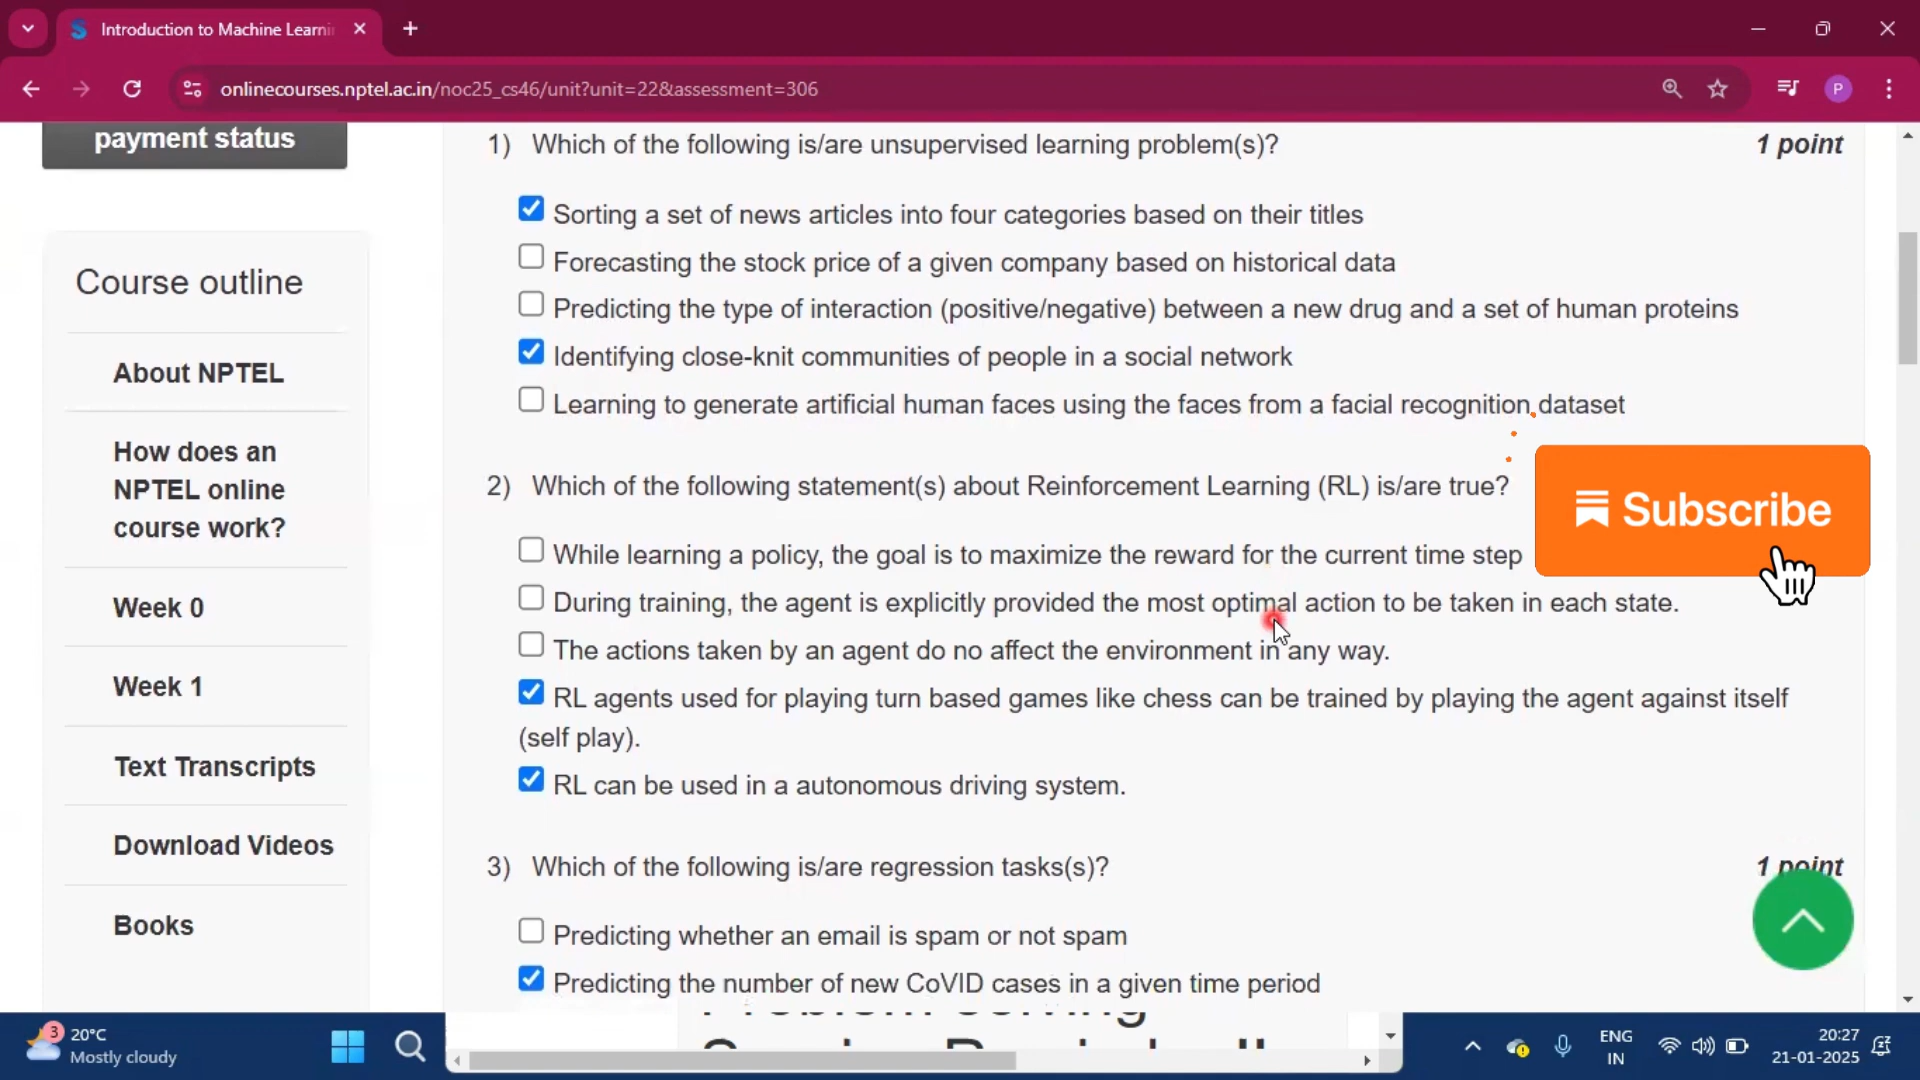 Introduction to Machine Learni
onlinecourses.nptel.ac.in/noc25_cs46/unit?unit=22&assessment=306
P
payment status
Course outline
About NPTEL
How does an
NPTEL online
course work?
Week 0
Week 1
Text Transcripts
Download Videos
Books
1) Which of the following is/are unsupervised learning problem(s)?
1 point
Sorting a set of news articles into four categories based on their titles
Forecasting the stock price of a given company based on historical data
Predicting the type of interaction (positive/negative) between a new drug and a set of human proteins
Identifying close-knit communities of people in a social network
Learning to generate artificial human faces using the faces from a facial recognition dataset
2) Which of the following statement(s) about Reinforcement Learning (RL) is/are true?
Subscribe
While learning a policy, the goal is to maximize the reward for the current time step
During training, the agent is explicitly provided the most optimal action to be taken in each state.
The actions taken by an agent do no affect the environment in any way.
RL agents used for playing turn based games like chess can be trained by playing the agent against itself
(self play).
RL can be used in a autonomous driving system.
3) Which of the following is/are regression tasks(s)?
1 point
Predicting whether an email is spam or not spam
Predicting the number of new CoVID cases in a given time period
3
20°C
Mostly cloudy
ENG
IN
20:27
21-01-2025